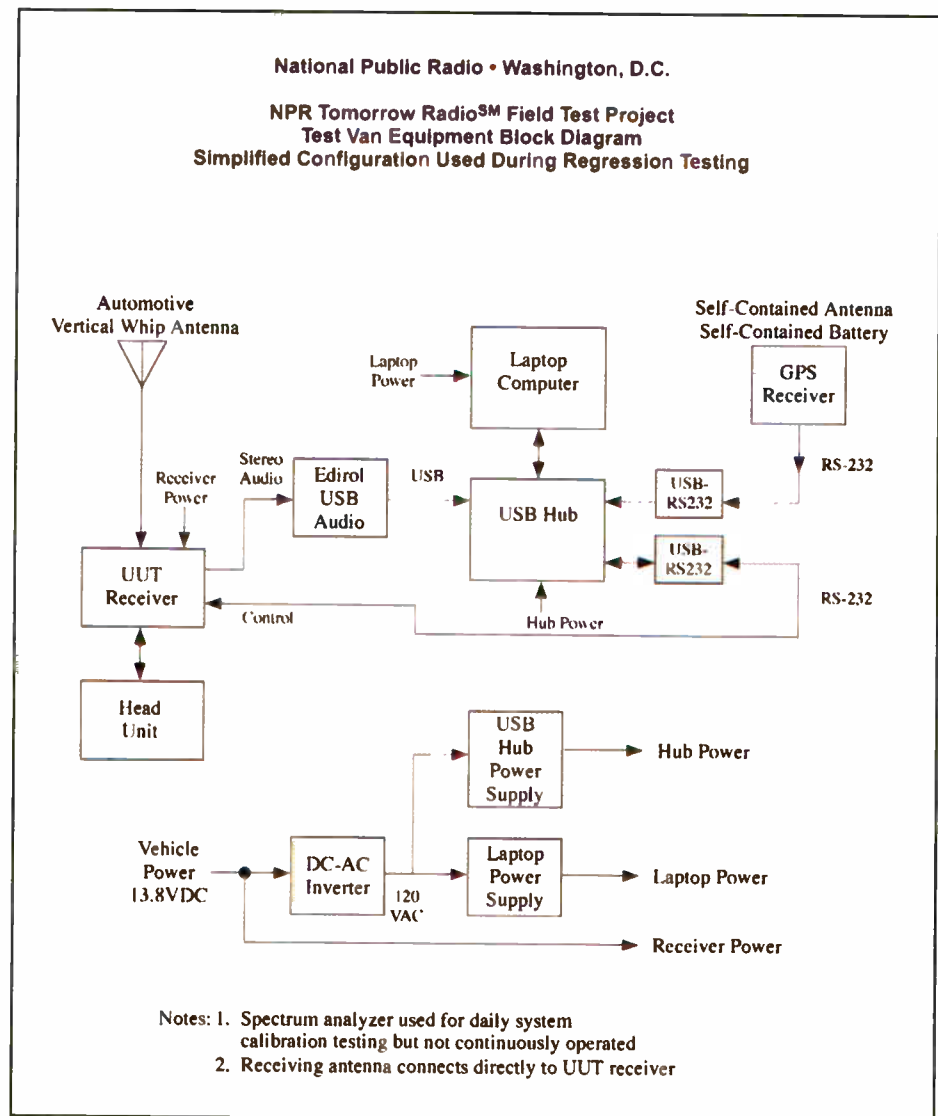 National Public Radio • Washington, D.C.
NPR Tomorrow Radio℠ Field Test Project
Test Van Equipment Block Diagram
Simplified Configuration Used During Regression Testing
Automotive
Vertical Whip Antenna
Self-Contained Antenna
Self-Contained Battery
Laptop
Power
Laptop
Computer
GPS
Receiver
Receiver
Power
Stereo
Audio
Edirol
USB
Audio
USB
USB Hub
USB-
RS232
RS-232
USB-
RS232
RS-232
UUT
Receiver
Control
Hub Power
Head
Unit
USB
Hub
Power
Supply
Hub Power
Vehicle
Power
13.8VDC
DC-AC
Inverter
120
VAC
Laptop
Power
Supply
Laptop Power
Receiver Power
Notes: 1. Spectrum analyzer used for daily system
calibration testing but not continuously operated
2. Receiving antenna connects directly to UUT receiver